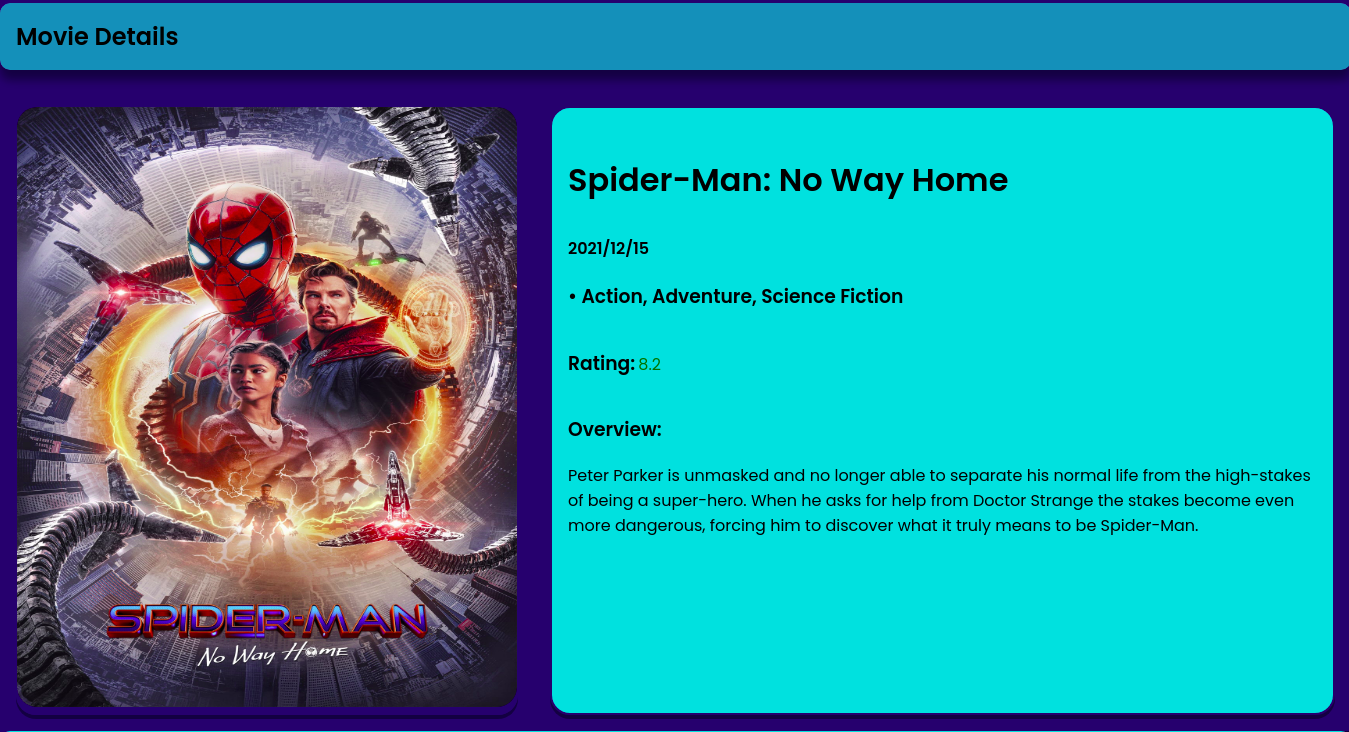 Movie Details
Spider-Man: No Way Home
2021/12/15
• Action, Adventure, Science Fiction
Rating: 8.2
Overview:
Peter Parker is unmasked and no longer able to separate his normal life from the high-stakes
of being a super-hero. When he asks for help from Doctor Strange the stakes become even
more dangerous, forcing him to discover what it truly means to be Spider-Man.
SPIDER-MAN
No Way Home